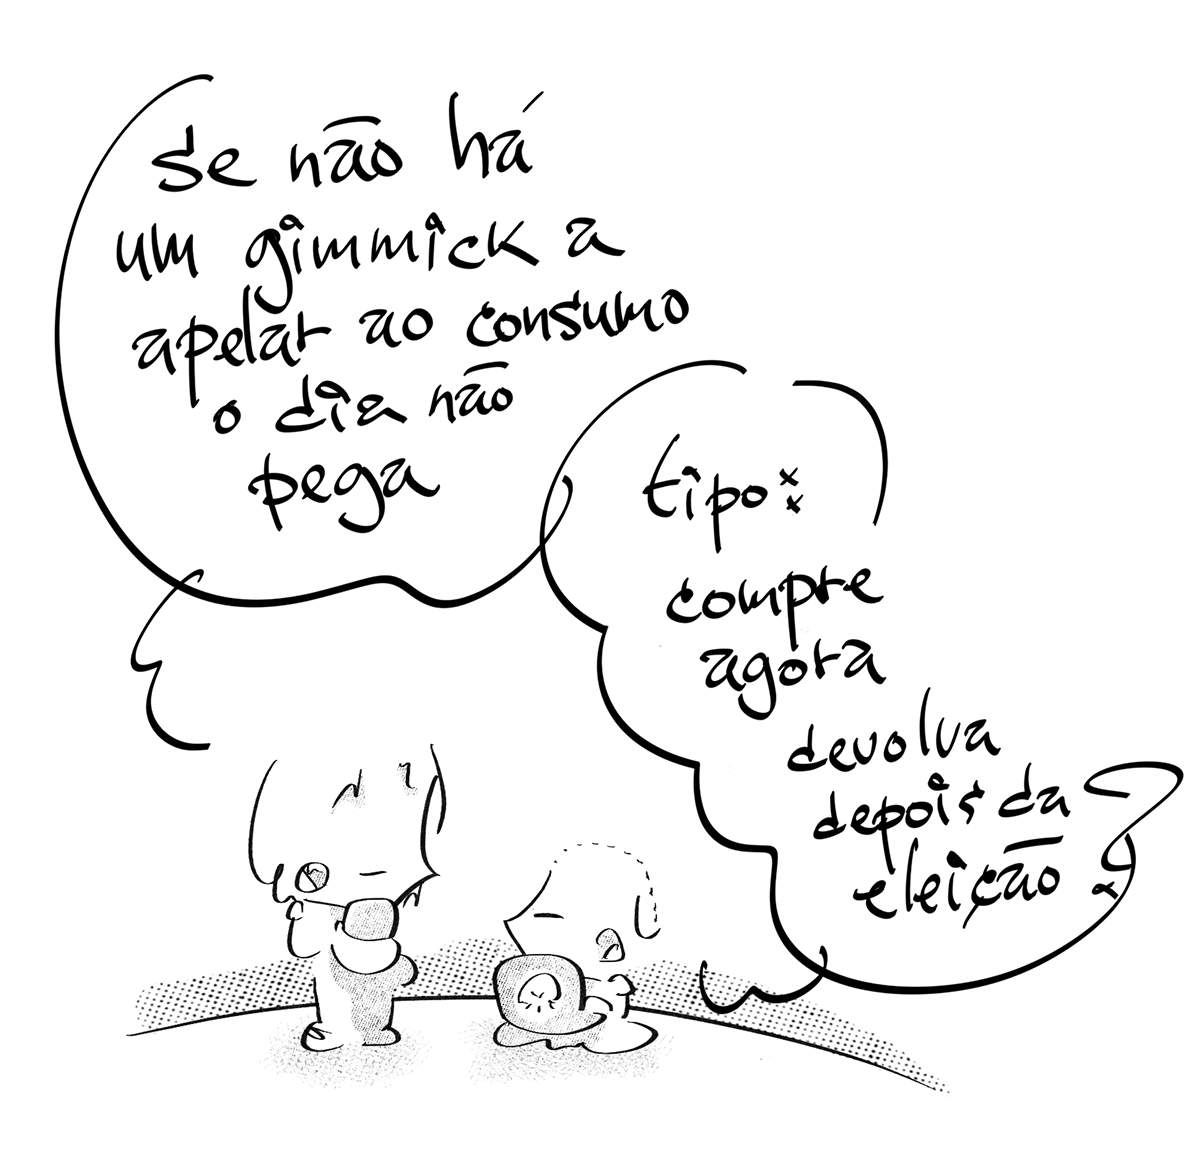 se não há
um gimmick a
apelar ao consumo
o dia não
pega
tipo:
compre
agora
devolva
depois da
eleição?